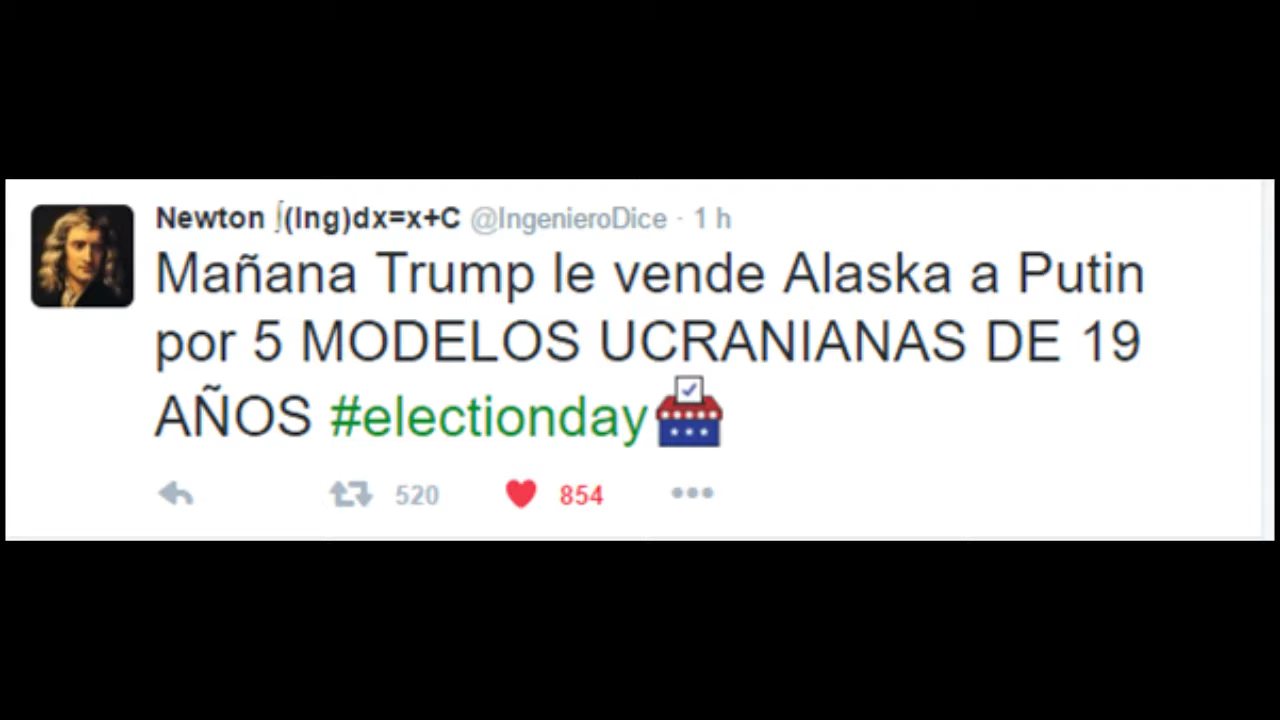 Newton ∫(Ing)dx=x+C @IngenieroDice · 1 h
Mañana Trump le vende Alaska a Putin
por 5 MODELOS UCRANIANAS DE 19
AÑOS #electionday
520 854